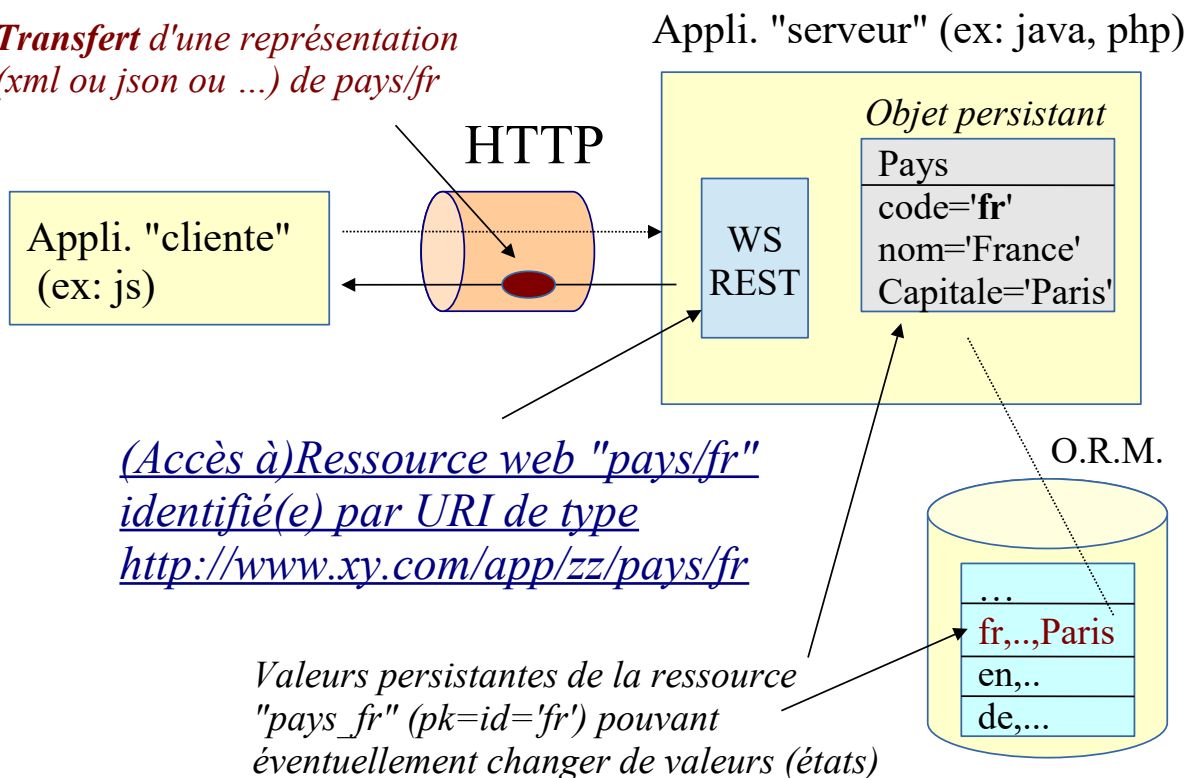 Transfert d'une représentation
(xml ou json ou …) de pays/fr
Appli. "serveur" (ex: java, php)
HTTP
Objet persistant
Pays
code='fr'
nom='France'
Capitale='Paris'
WS
REST
Appli. "cliente"
(ex: js)
(Accès à)Ressource web "pays/fr"
identifié(e) par URI de type
http://www.xy.com/app/zz/pays/fr
O.R.M.
…
fr,..,Paris
en,..
de,...
Valeurs persistantes de la ressource
"pays_fr" (pk=id='fr') pouvant
éventuellement changer de valeurs (états)